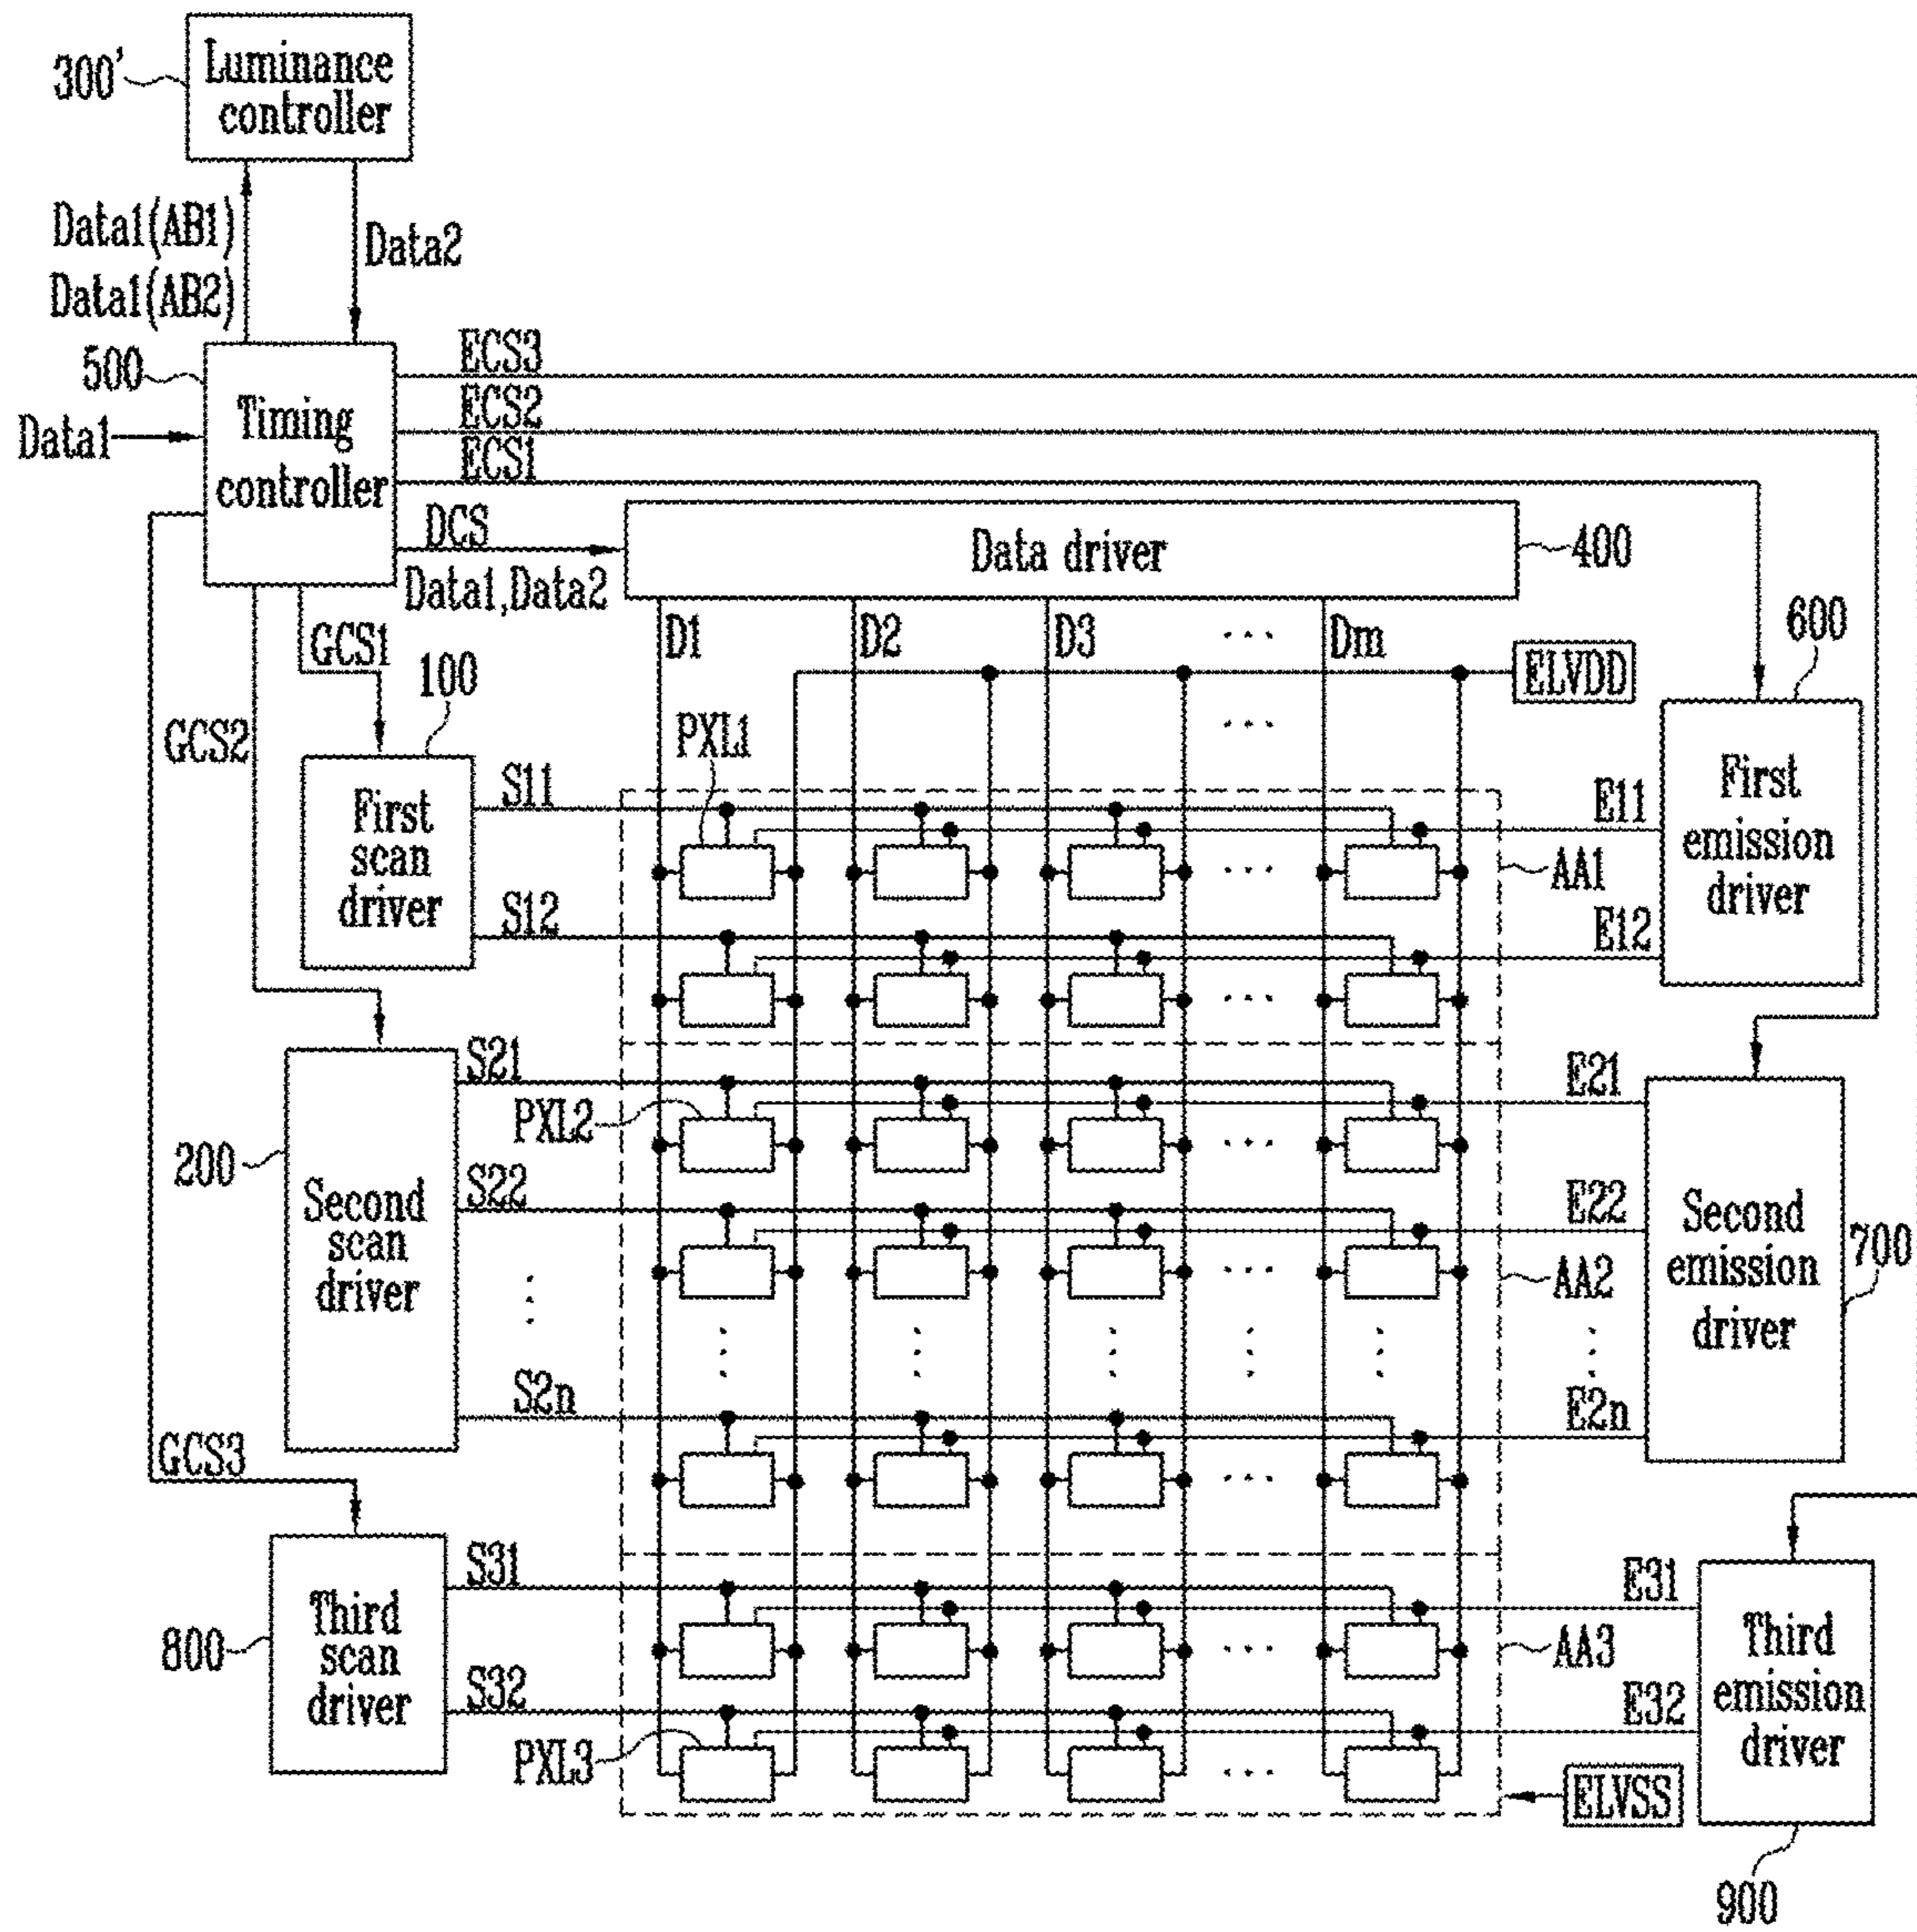 300'
Luminance
controller
Data1(AB1)
Data1(AB2)
Data2
500
Data1
Timing
controller
ECS3
ECS2
ECS1
DCS
Data1,Data2
Data driver
400
GCS1
GCS2
GCS3
D1
D2
D3
...
Dm
ELVDD
...
600
100
First
scan
driver
PXL1
S11
S12
E11
E12
AA1
First
emission
driver
...
...
200
Second
scan
driver
S21
PXL2
S22
S2n
E21
E22
E2n
AA2
Second
emission
driver
700
...
...
...
800
Third
scan
driver
S31
S32
PXL3
E31
E32
AA3
Third
emission
driver
...
...
ELVSS
900